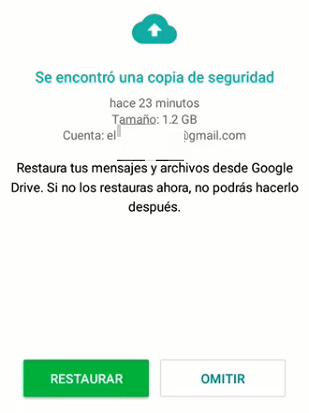 Se encontró una copia de seguridad
hace 23 minutos
Tamaño: 1.2 GB
Cuenta: el @gmail.com
Restaura tus mensajes y archivos desde Google
Drive. Si no los restauras ahora, no podrás hacerlo
después.
RESTAURAR
OMITIR